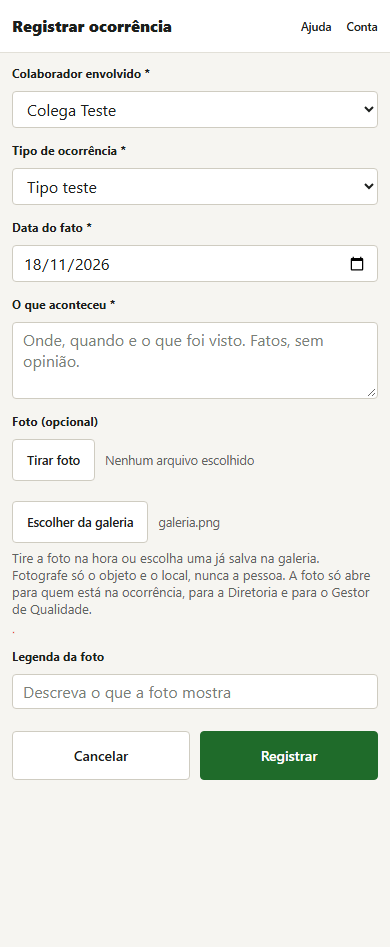 Registrar ocorrência
Ajuda
Conta
Colaborador envolvido *
Colega Teste
Tipo de ocorrência *
Tipo teste
Data do fato *
18/11/2026
O que aconteceu *
Onde, quando e o que foi visto. Fatos, sem
opinião.
Foto (opcional)
Tirar foto
Nenhum arquivo escolhido
Escolher da galeria
galeria.png
Tire a foto na hora ou escolha uma já salva na galeria.
Fotografe só o objeto e o local, nunca a pessoa. A foto só abre
para quem está na ocorrência, para a Diretoria e para o Gestor
de Qualidade.
.
Legenda da foto
Descreva o que a foto mostra
Cancelar
Registrar